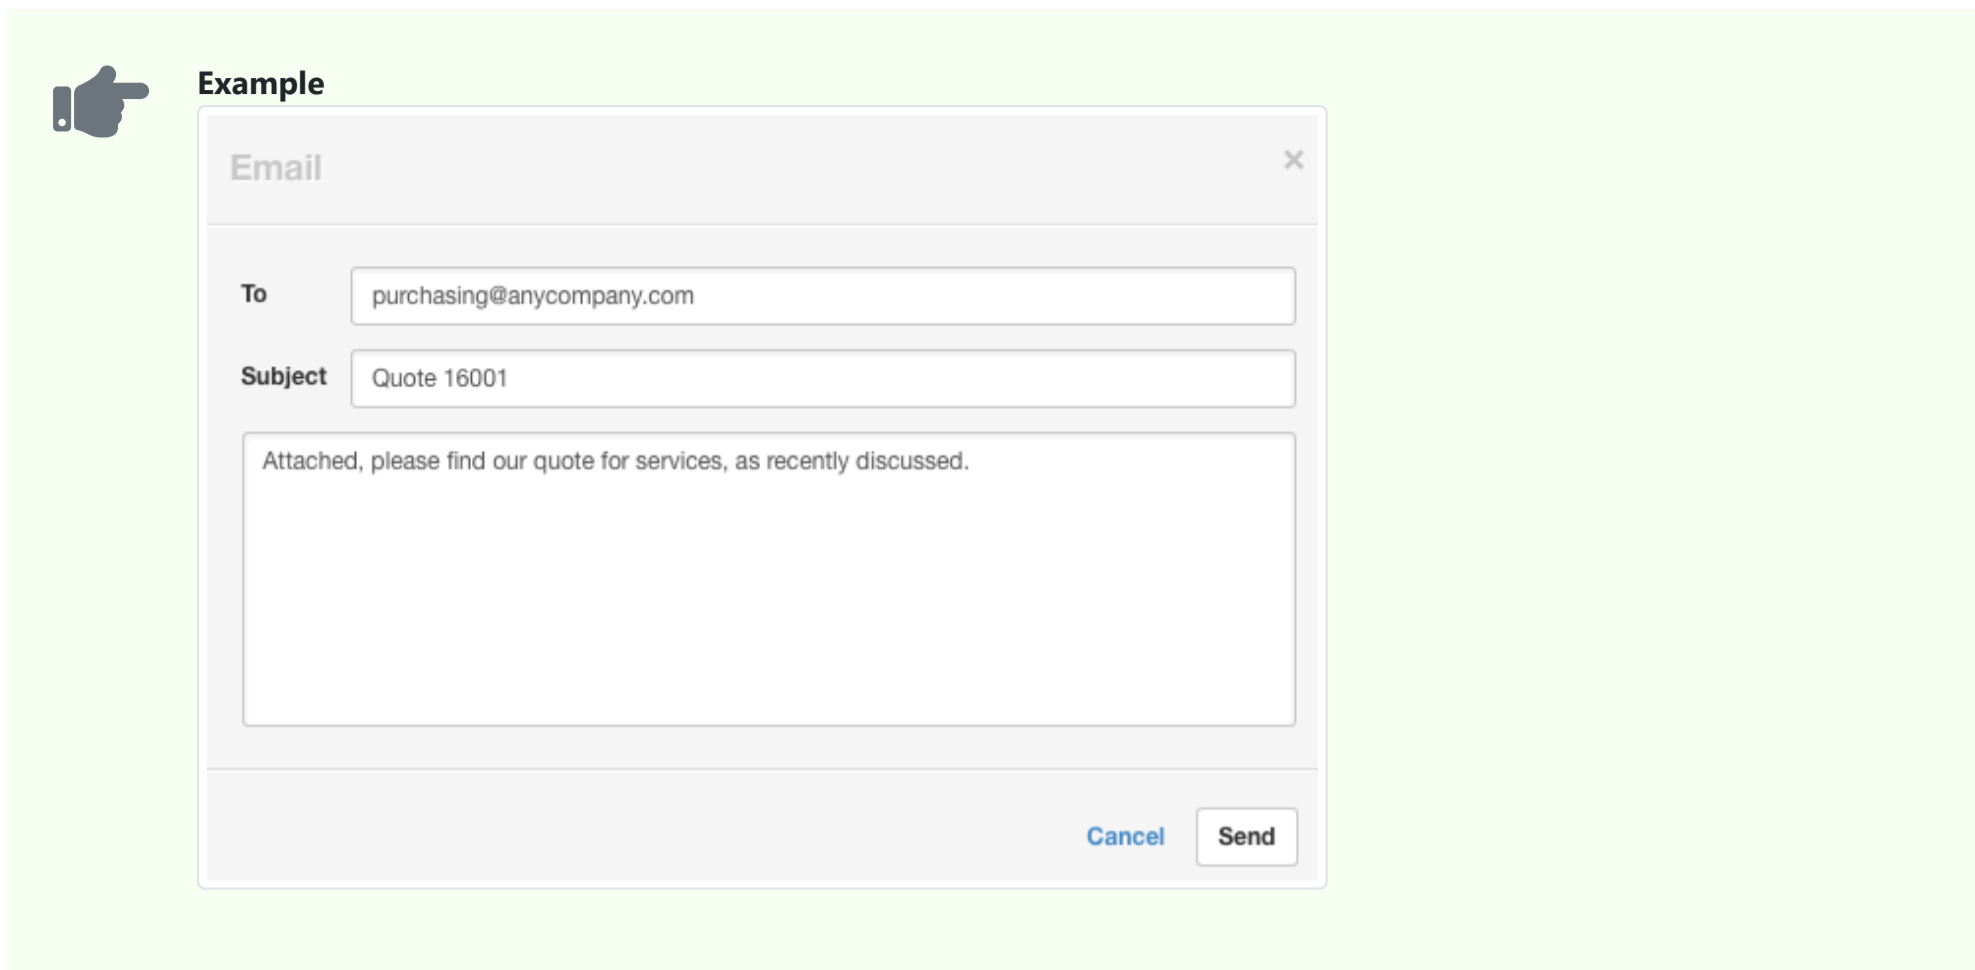 Example
Email
×
To
purchasing@anycompany.com
Subject
Quote 16001
Attached, please find our quote for services, as recently discussed.
Cancel
Send